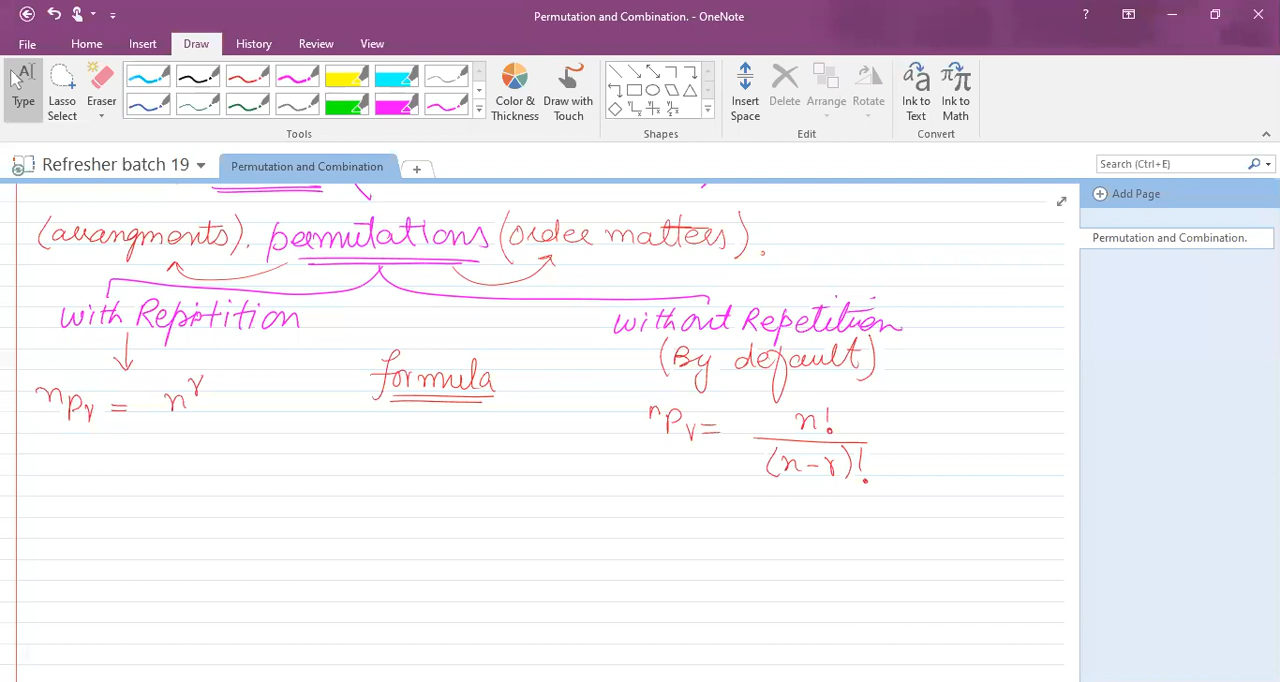 Permutation and Combination. - OneNote
?
File Home Insert Draw History Review View
Type
Lasso Select
Eraser
Color & Thickness
Draw with Touch
Insert Space
Delete
Arrange
Rotate
Ink to Text
Ink to Math
Tools
Shapes
Edit
Convert
Refresher batch 19
Permutation and Combination
Search (Ctrl+E)
Add Page
Permutation and Combination.
(arrangments). permutations (order matters).
with Repitition
without Repetition
(By default)
formula
ⁿPᵣ = nʳ
ⁿPᵣ = n!
(n-r)!